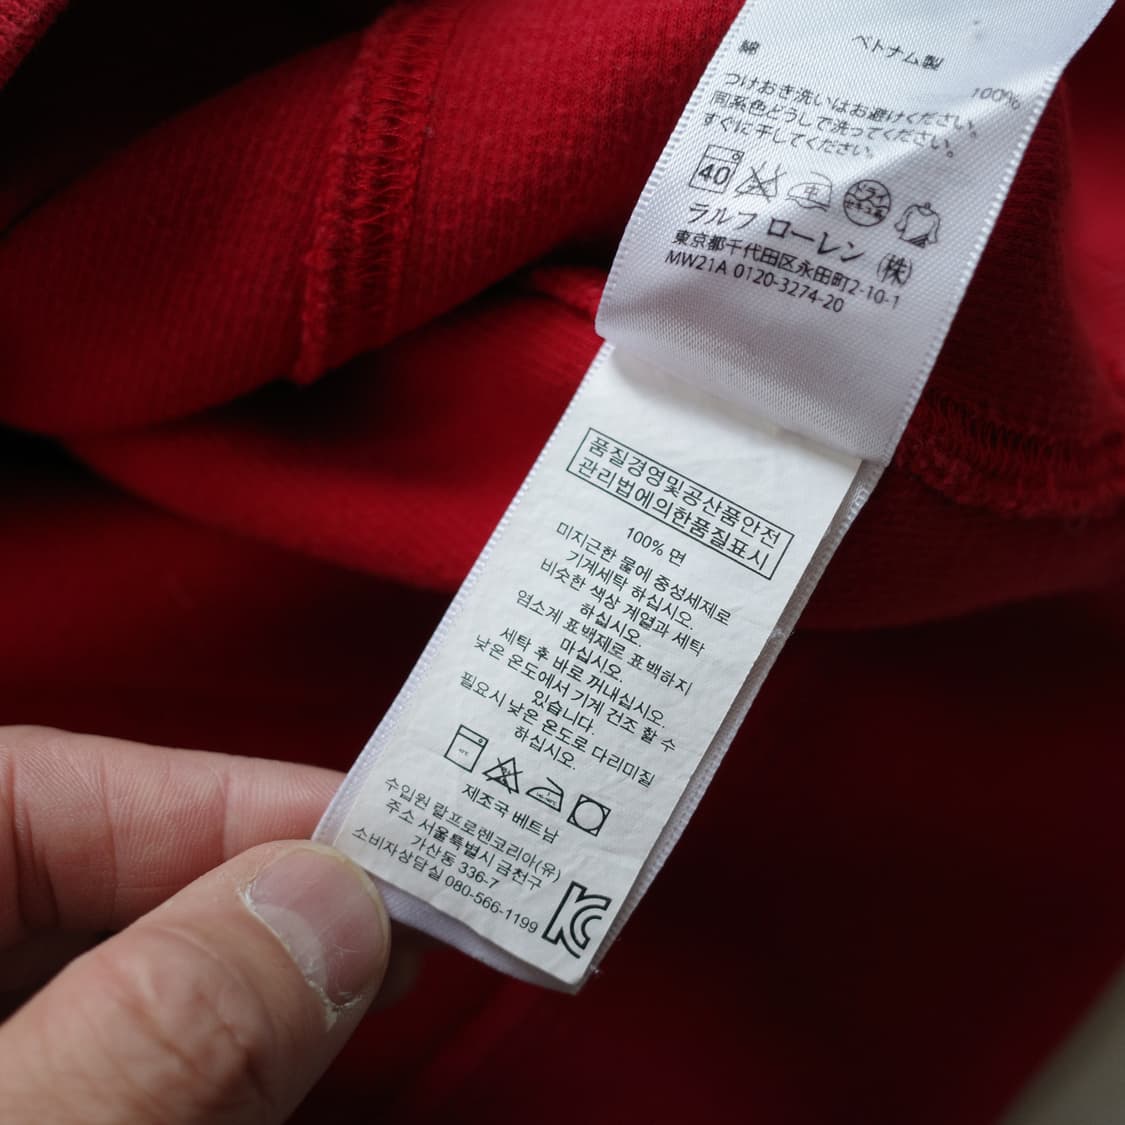 ベトナム製
綿 100%
つけおき洗いはお避けください。
同系色どうしで洗ってください。
すぐに干してください。
40 中 ドライ セキユ系
ラルフ ローレン (株)
東京都千代田区永田町2-10-1
MW21A 0120-3274-20
품질경영및공산품안전
관리법에의한품질표시
100% 면
미지근한 물에 중성세제로
기계세탁 하십시오.
비슷한 색상 계열과 세탁
하십시오.
염소계 표백제로 표백하지
마십시오.
세탁 후 바로 꺼내십시오.
낮은 온도에서 기계 건조 할 수
있습니다.
필요시 낮은 온도로 다리미질
하십시오.
제조국 베트남
수입원 랄프로렌코리아(유)
주소 서울특별시 금천구
가산동 336-7
소비자상담실 080-566-1199